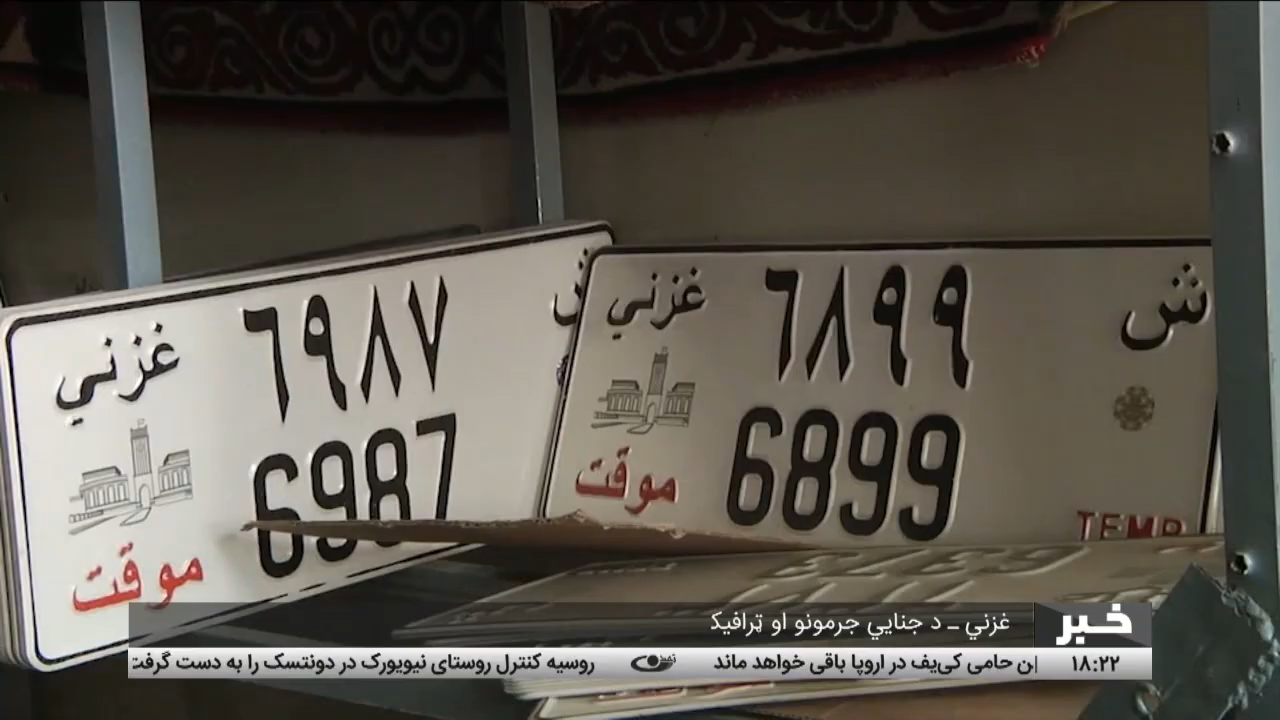 غزني
٦٩٨٧
6987
موقت
غزني
٦٨٩٩
ش
6899
موقت
TEMP
خبر
غزني ـ د جنايي جرمونو او ټرافیک
۱۸:۲۲
ن حامی کی‌یف در اروپا باقی خواهد ماند
روسیه کنترل روستای نیویورک در دونتسک را به دست گرفت